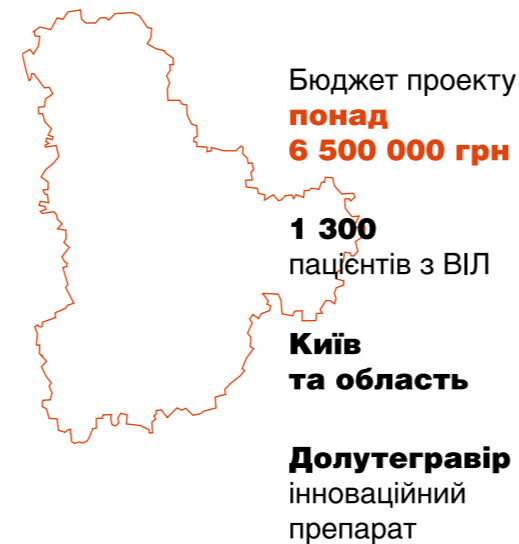 Бюджет проекту
понад
6 500 000 грн
1 300
пацієнтів з ВІЛ
Київ
та область
Долутегравір
інноваційний
препарат